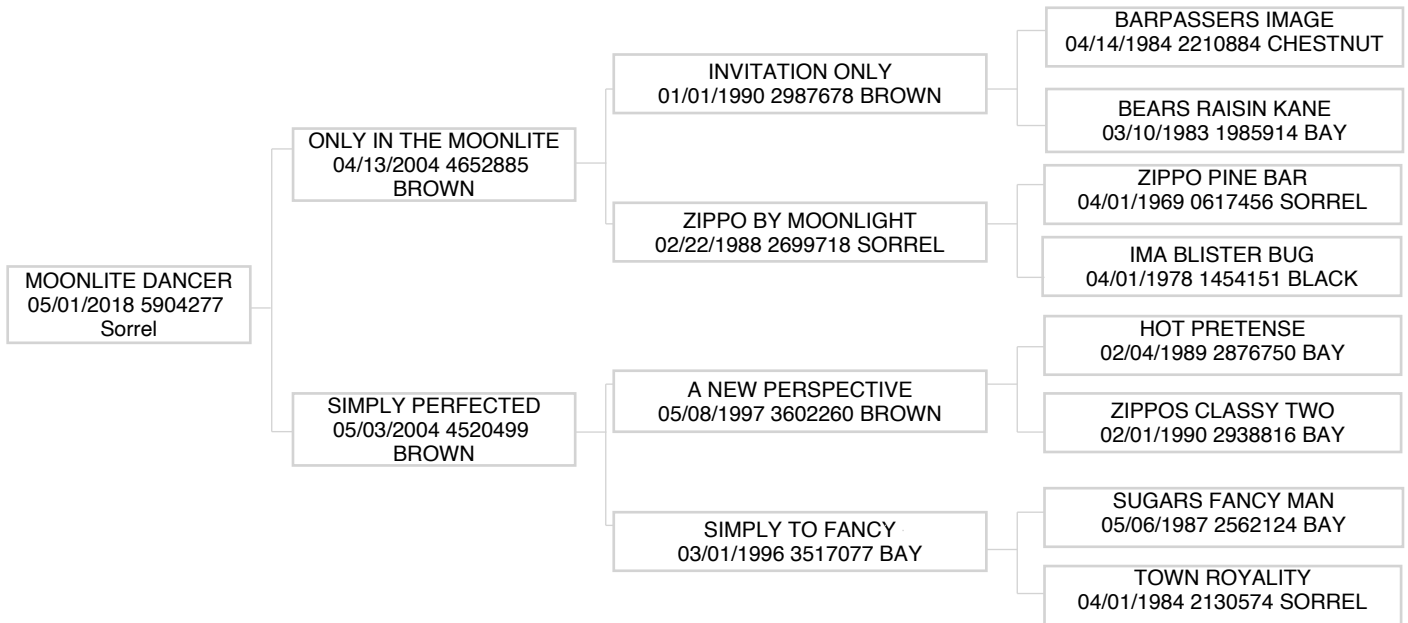 BARPASSERS IMAGE
04/14/1984 2210884 CHESTNUT
INVITATION ONLY
01/01/1990 2987678 BROWN
BEARS RAISIN KANE
03/10/1983 1985914 BAY
ONLY IN THE MOONLITE
04/13/2004 4652885
BROWN
ZIPPO PINE BAR
04/01/1969 0617456 SORREL
ZIPPO BY MOONLIGHT
02/22/1988 2699718 SORREL
IMA BLISTER BUG
04/01/1978 1454151 BLACK
MOONLITE DANCER
05/01/2018 5904277
Sorrel
HOT PRETENSE
02/04/1989 2876750 BAY
A NEW PERSPECTIVE
05/08/1997 3602260 BROWN
ZIPPOS CLASSY TWO
02/01/1990 2938816 BAY
SIMPLY PERFECTED
05/03/2004 4520499
BROWN
SUGARS FANCY MAN
05/06/1987 2562124 BAY
SIMPLY TO FANCY
03/01/1996 3517077 BAY
TOWN ROYALITY
04/01/1984 2130574 SORREL